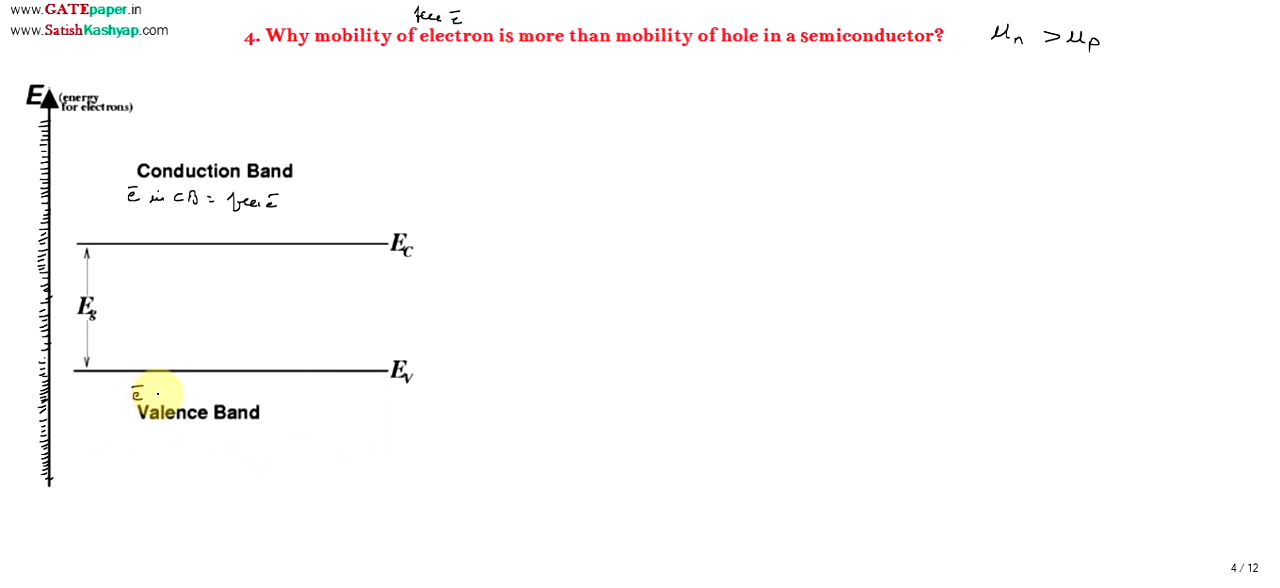 www.GATEpaper.in
www.SatishKashyap.com
free e̅
4. Why mobility of electron is more than mobility of hole in a semiconductor?
μn > μp
E (energy
for electrons)
Conduction Band
e̅ in CB = free e̅
Ec
Eg
Ev
e̅
Valence Band
4 / 12